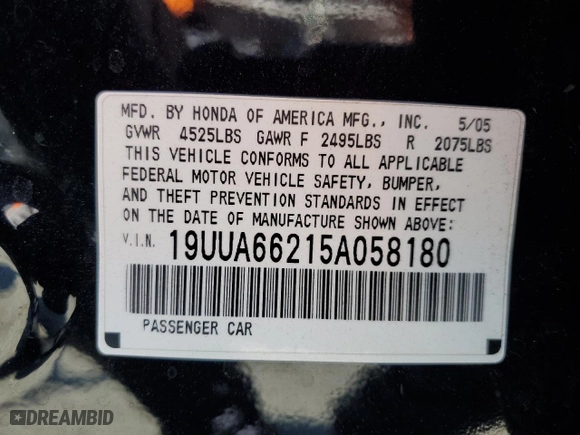 MFD. BY HONDA OF AMERICA MFG., INC. 5/05
GVWR 4525LBS GAWR F 2495LBS R 2075LBS
THIS VEHICLE CONFORMS TO ALL APPLICABLE
FEDERAL MOTOR VEHICLE SAFETY, BUMPER,
AND THEFT PREVENTION STANDARDS IN EFFECT
ON THE DATE OF MANUFACTURE SHOWN ABOVE:
V.I.N. 19UUA66215A058180
PASSENGER CAR
DREAMBID